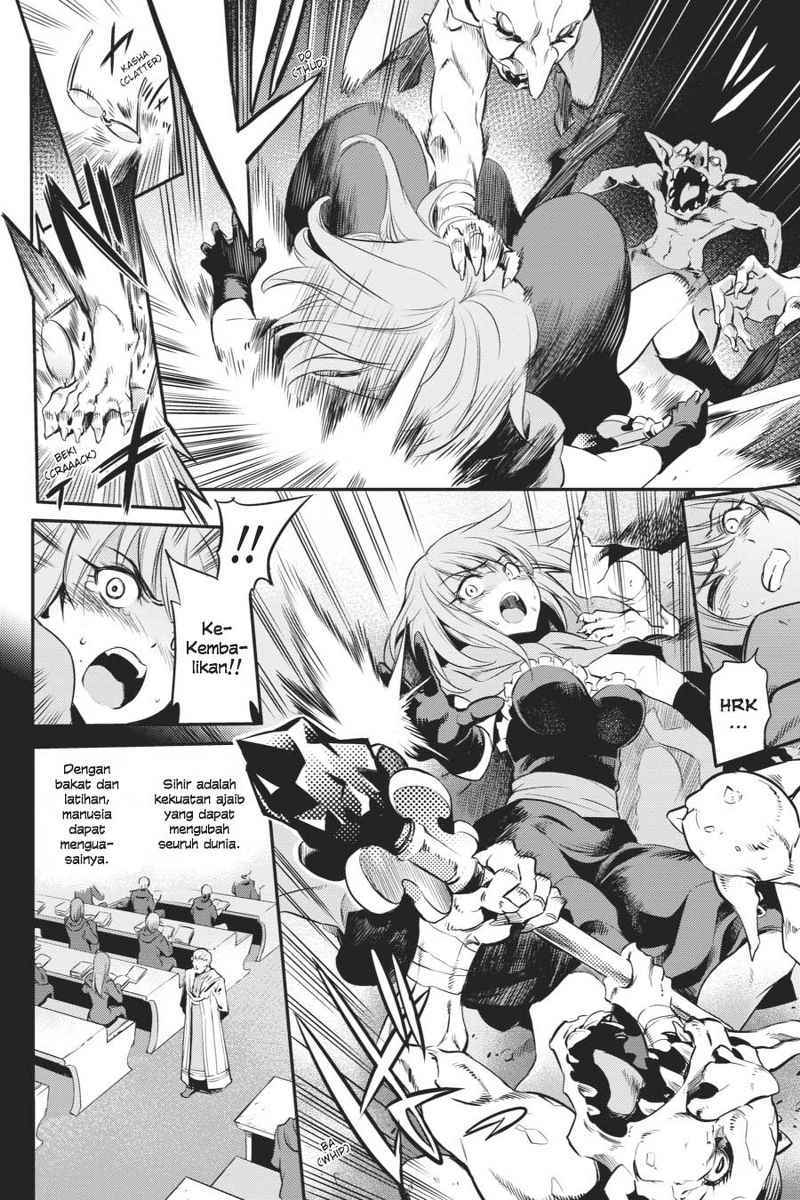 DO
(THUD)
KASHA
(CLATTER)
BEKI
(CRAAACK)
HRK
...
!!
Ke-
Kemba-
likan!!
BA
(WHIP)
Sihir adalah
kekuatan ajaib
yang dapat
mengubah
seuruh dunia.
Dengan
bakat dan
latihan,
manusia
dapat
mengua-
sainya.